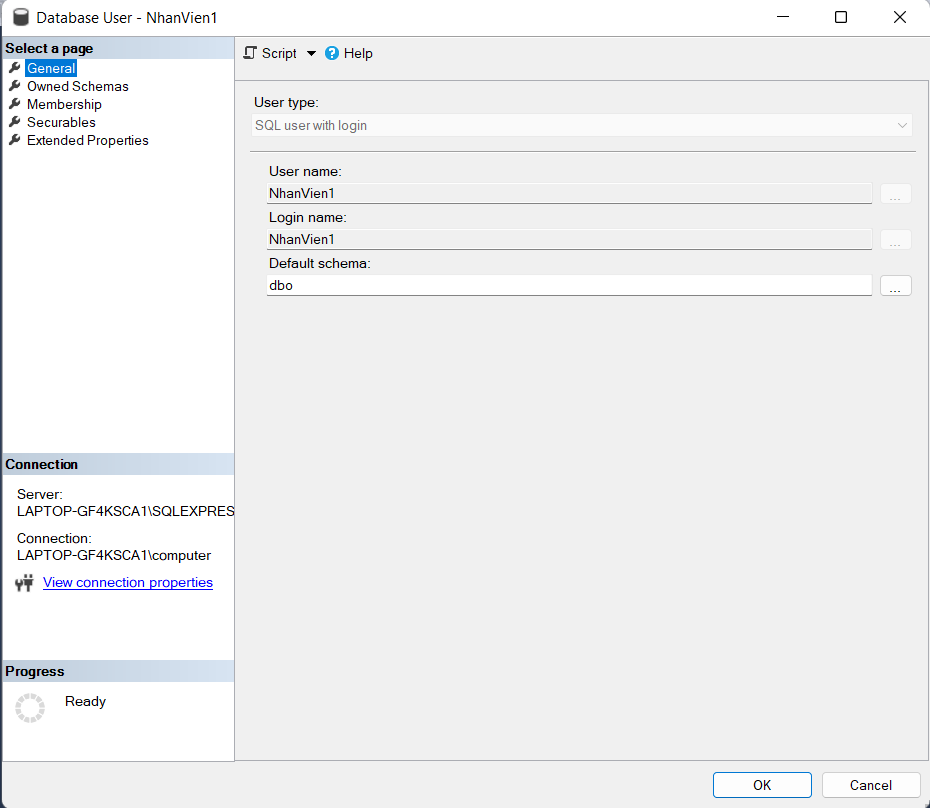 Database User - NhanVien1
Select a page
General
Owned Schemas
Membership
Securables
Extended Properties
Script
Help
User type:
SQL user with login
User name:
NhanVien1
...
Login name:
NhanVien1
...
Default schema:
dbo
...
Connection
Server:
LAPTOP-GF4KSCA1\SQLEXPRES
Connection:
LAPTOP-GF4KSCA1\computer
View connection properties
Progress
Ready
OK
Cancel